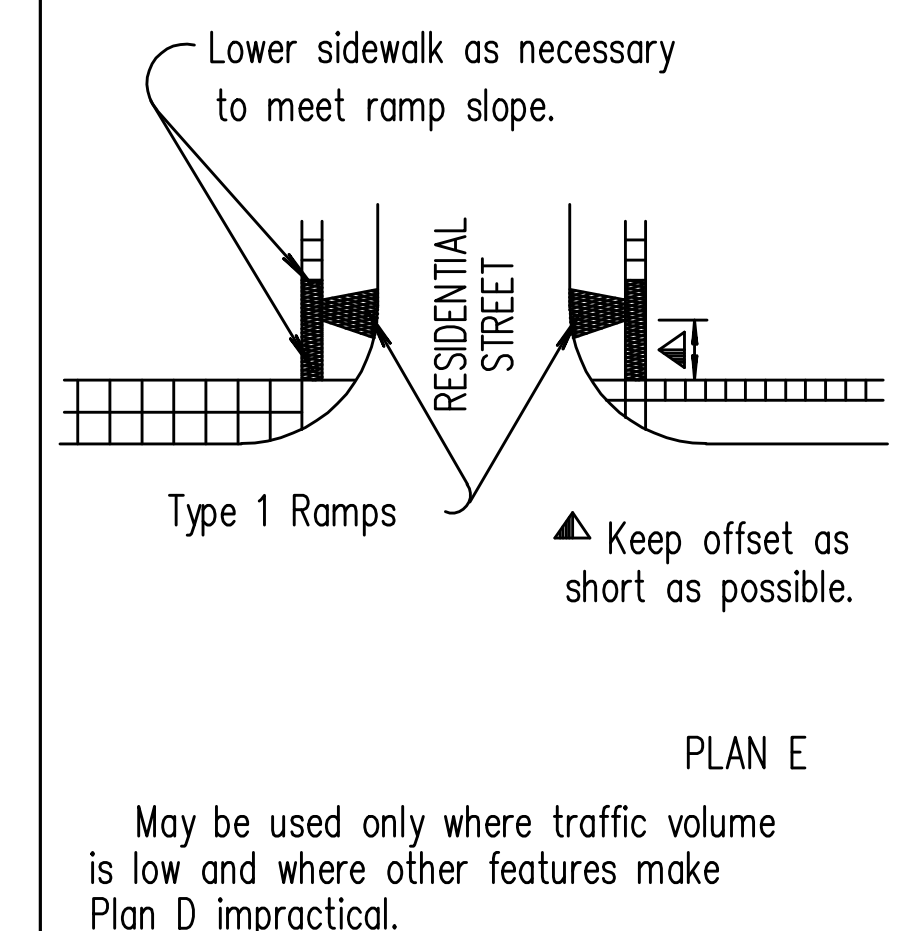 Lower sidewalk as necessary
to meet ramp slope.
RESIDENTIAL
STREET
Type 1 Ramps
Keep offset as
short as possible.
PLAN E
May be used only where traffic volume
is low and where other features make
Plan D impractical.